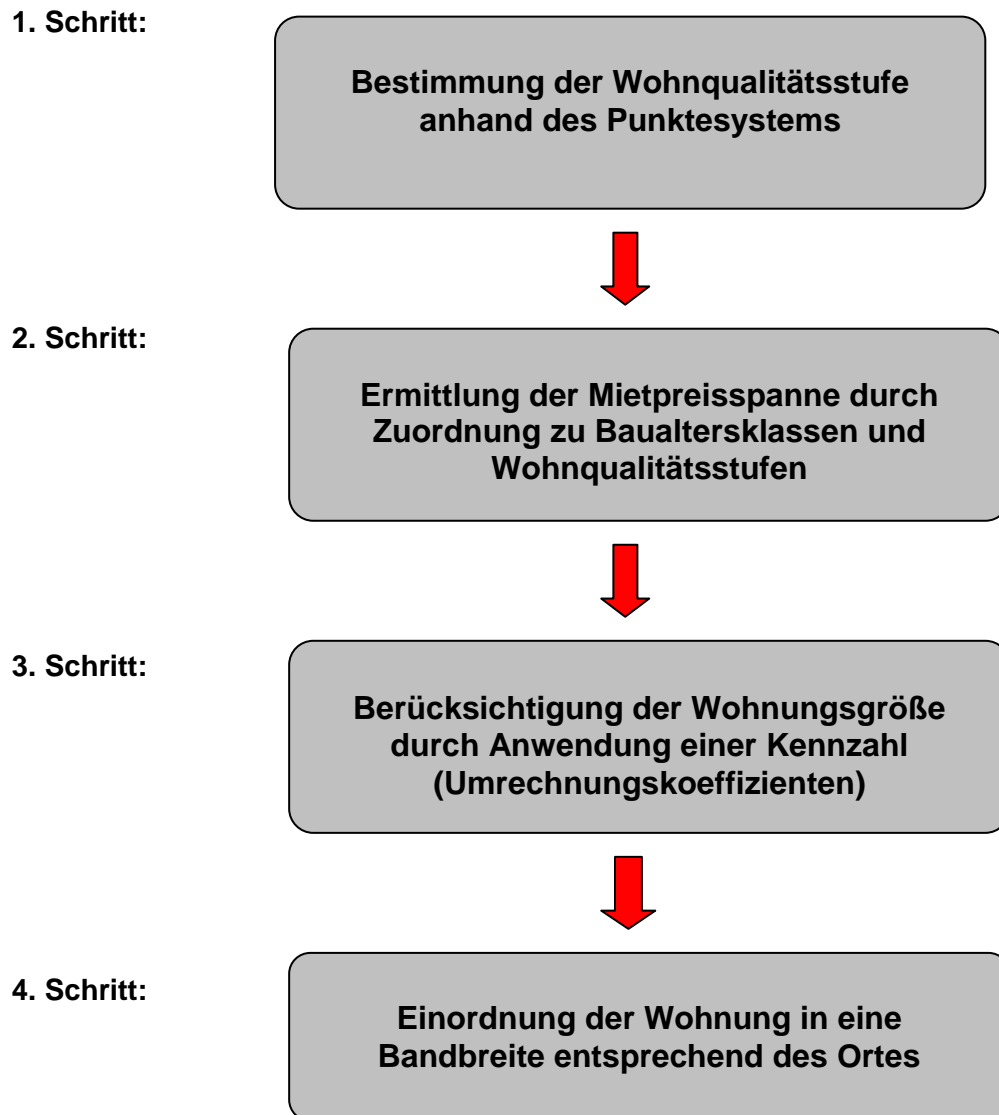 1. Schritt:
Bestimmung der Wohnqualitätsstufe
anhand des Punktesystems
2. Schritt:
Ermittlung der Mietpreisspanne durch
Zuordnung zu Baualtersklassen und
Wohnqualitätsstufen
3. Schritt:
Berücksichtigung der Wohnungsgröße
durch Anwendung einer Kennzahl
(Umrechnungskoeffizienten)
4. Schritt:
Einordnung der Wohnung in eine
Bandbreite entsprechend des Ortes